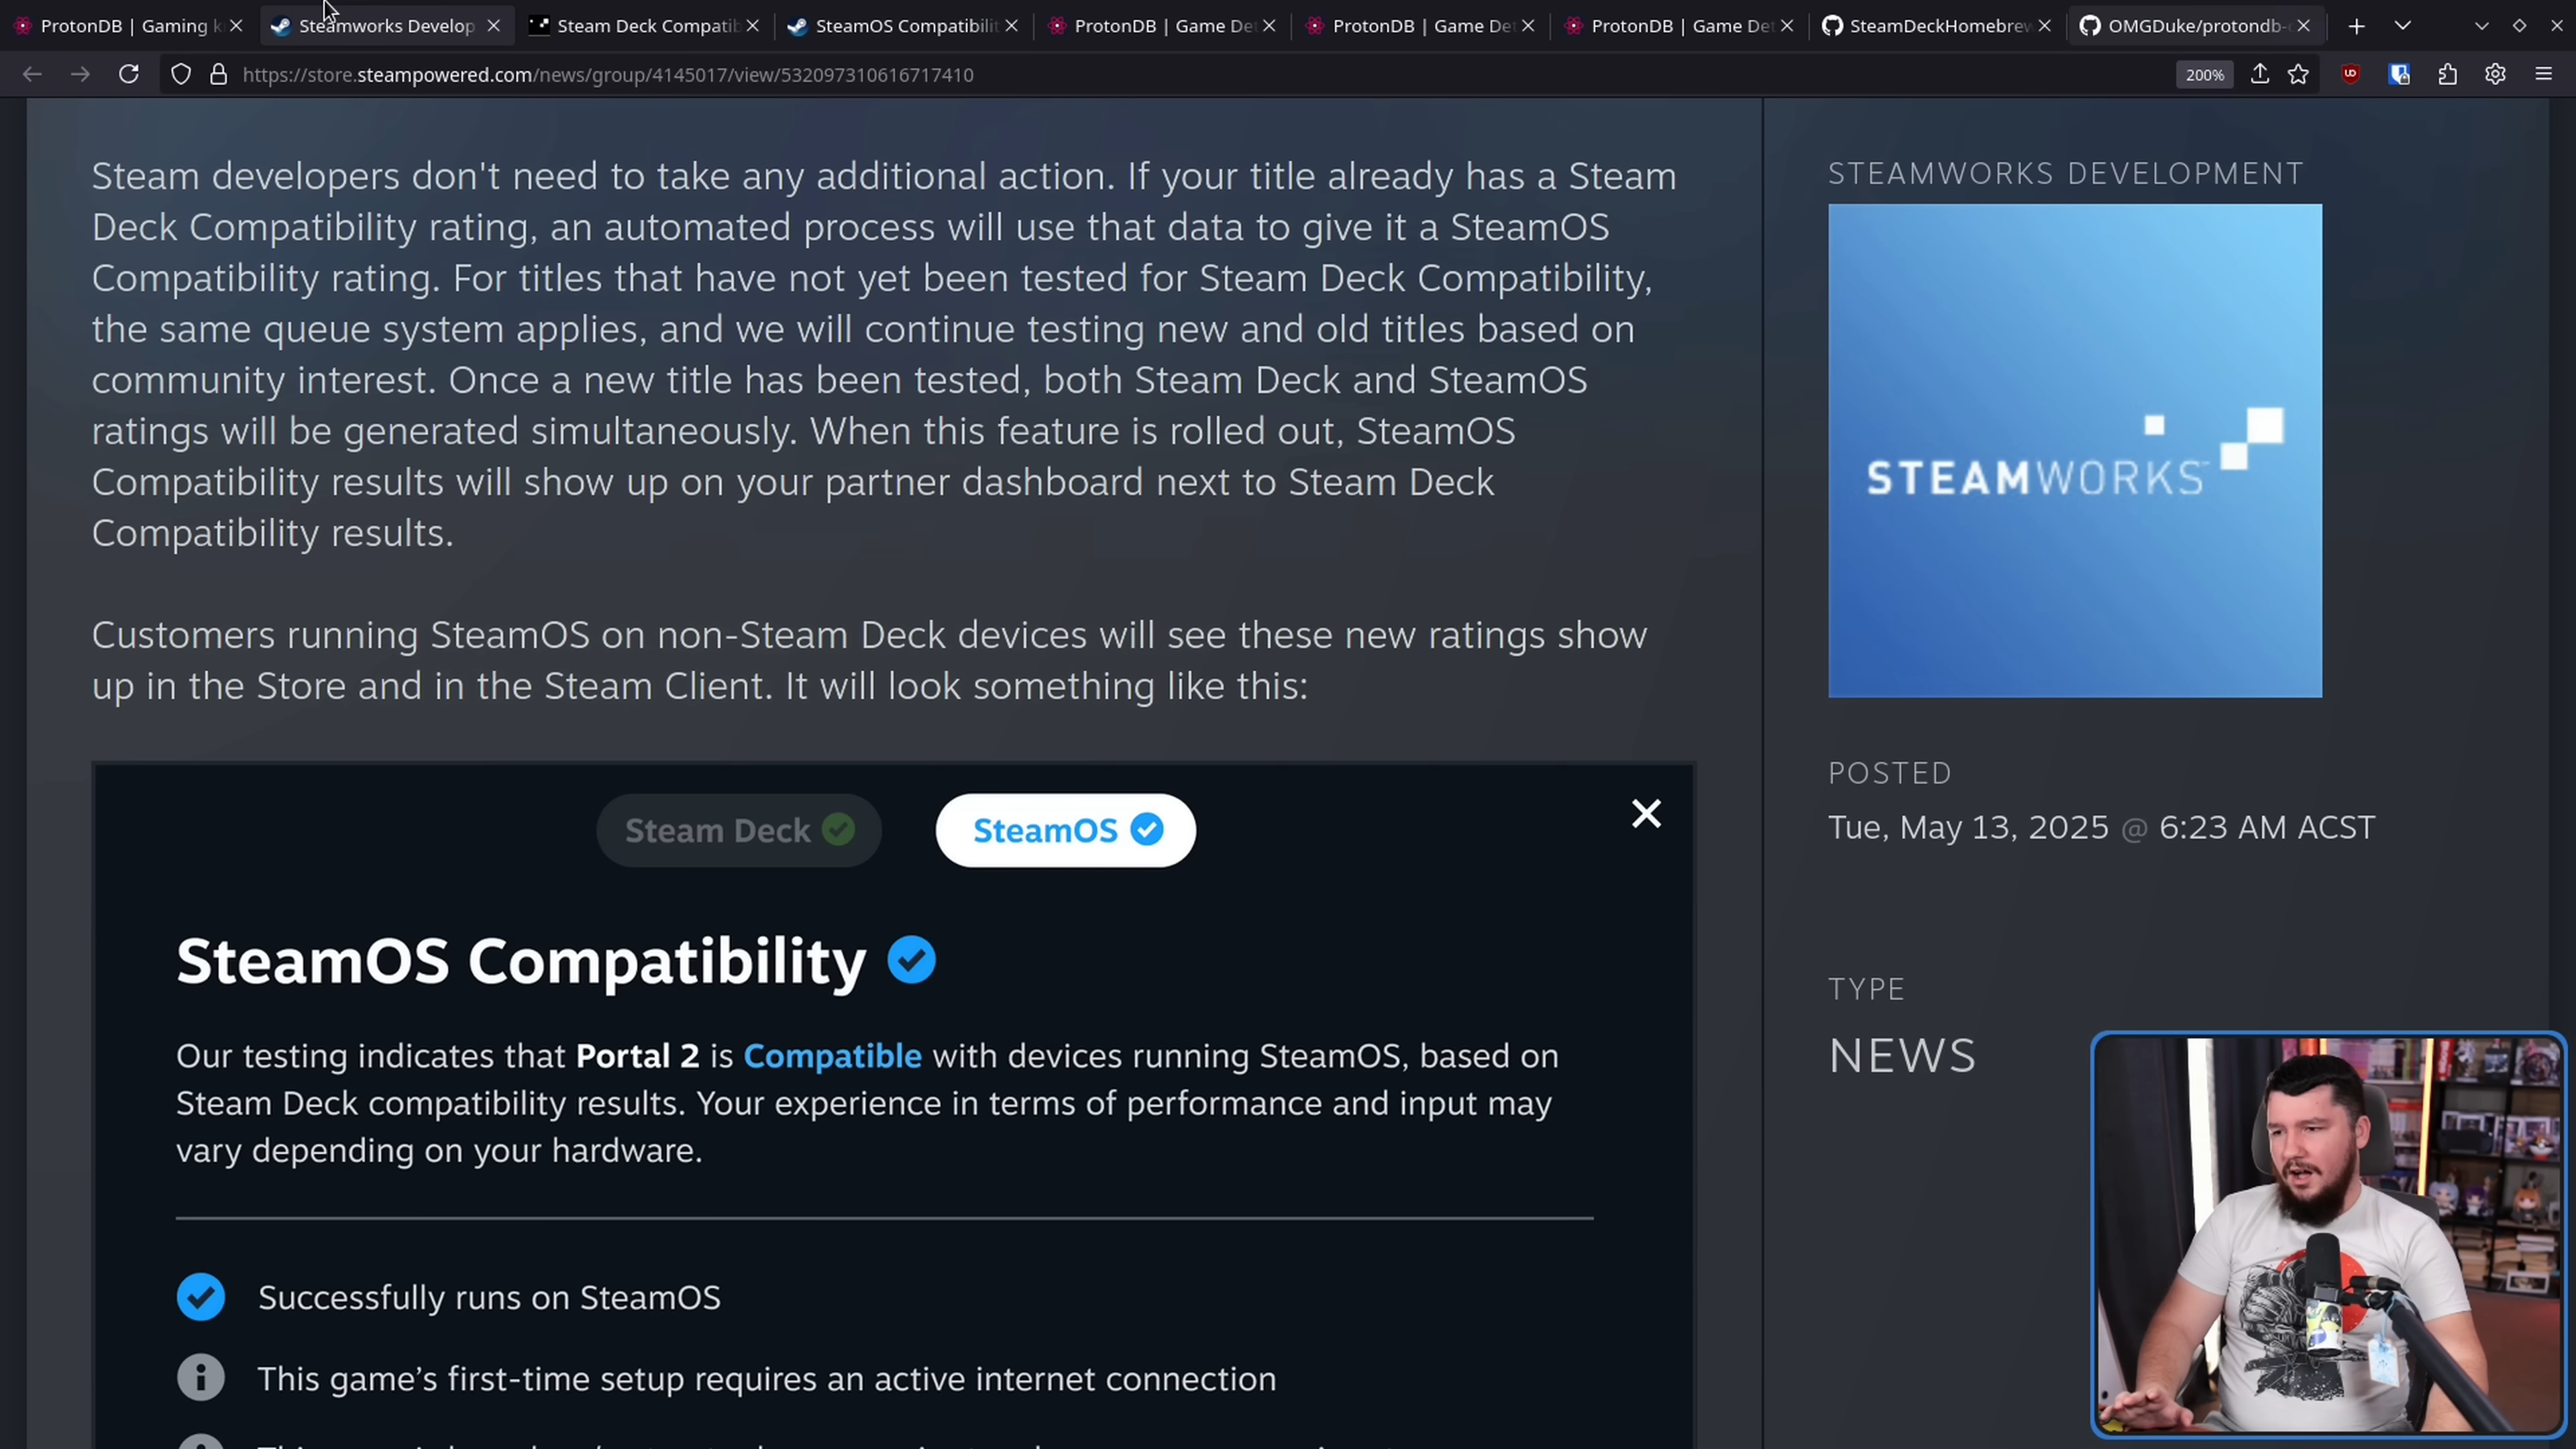 ProtonDB | Gaming k
Steamworks Develop
Steam Deck Compatib
SteamOS Compatibilit
ProtonDB | Game De
ProtonDB | Game Det
ProtonDB | Game Det
SteamDeckHomebrew
OMGDuke/protondb-
https://store.steampowered.com/news/group/4145017/view/532097310616717410
200%
Steam developers don't need to take any additional action. If your title already has a Steam
Deck Compatibility rating, an automated process will use that data to give it a SteamOS
Compatibility rating. For titles that have not yet been tested for Steam Deck Compatibility,
the same queue system applies, and we will continue testing new and old titles based on
community interest. Once a new title has been tested, both Steam Deck and SteamOS
ratings will be generated simultaneously. When this feature is rolled out, SteamOS
Compatibility results will show up on your partner dashboard next to Steam Deck
Compatibility results.
Customers running SteamOS on non-Steam Deck devices will see these new ratings show
up in the Store and in the Steam Client. It will look something like this:
Steam Deck
SteamOS
SteamOS Compatibility
Our testing indicates that Portal 2 is Compatible with devices running SteamOS, based on
Steam Deck compatibility results. Your experience in terms of performance and input may
vary depending on your hardware.
Successfully runs on SteamOS
This game’s first-time setup requires an active internet connection
STEAMWORKS DEVELOPMENT
STEAMWORKS™
POSTED
Tue, May 13, 2025 @ 6:23 AM ACST
TYPE
NEWS